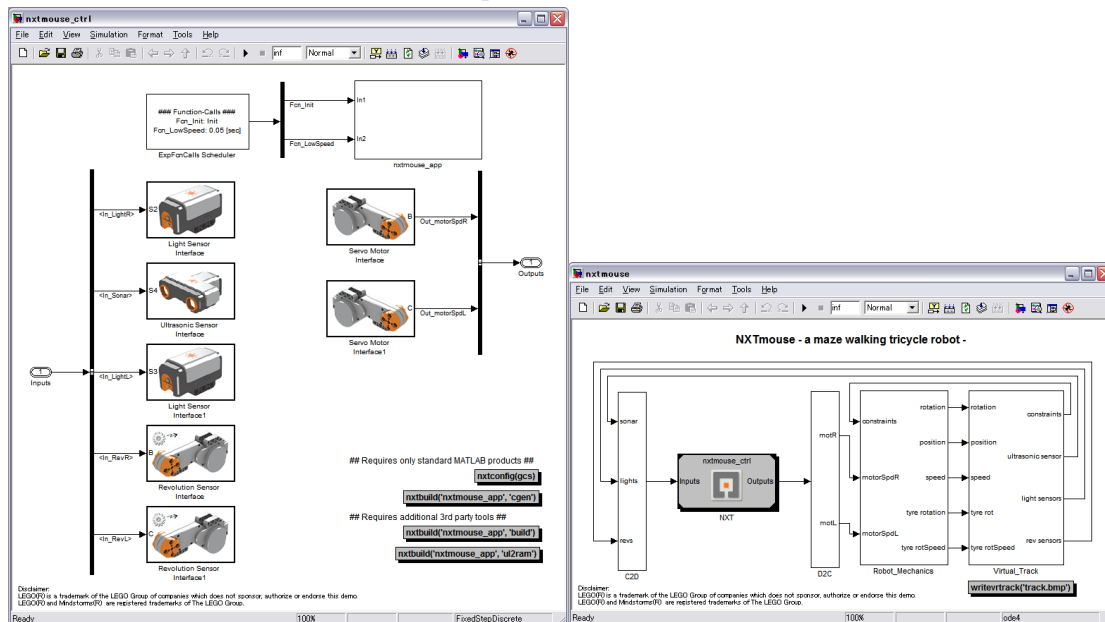 nxtmouse_ctrl
File Edit View Simulation Format Tools Help
inf Normal
### Function-Calls ###
Fcn_Init: Init
Fcn_LowSpeed: 0.05 [sec]
ExpFcnCalls Scheduler
Fcn_Init
Fcn_LowSpeed
In1
In2
nxtmouse_app
<In_LightR>
S2
Light Sensor
Interface
<In_Sonar>
S4
Ultrasonic Sensor
Interface
1
Inputs
<In_LightL>
S3
Light Sensor
Interface1
<In_RevR>
B
Revolution Sensor
Interface
<In_RevL>
C
Revolution Sensor
Interface1
B
Out_motorSpdR
Servo Motor
Interface
C
Out_motorSpdL
Servo Motor
Interface1
1
Outputs
## Requires only standard MATLAB products ##
nxtconfig(gcs)
nxtbuild('nxtmouse_app', 'cgen')
## Requires additional 3rd party tools ##
nxtbuild('nxtmouse_app', 'build')
nxtbuild('nxtmouse_app', 'ul2ram')
Disclaimer:
LEGO(R) is a trademark of the LEGO Group of companies which does not sponsor, authorize or endorse this demo.
LEGO(R) and Mindstorms(R) are registered trademarks of The LEGO Group.
Ready 100% FixedStepDiscrete
nxtmouse
File Edit View Simulation Format Tools Help
inf Normal
NXTmouse - a maze walking tricycle robot -
sonar
lights
revs
C2D
nxtmouse_ctrl
Inputs Outputs
NXT
motR
motL
D2C
constraints
motorSpdR
motorSpdL
rotation
position
speed
tyre rotation
tyre rotSpeed
Robot_Mechanics
rotation
position
speed
tyre rot
tyre rotSpeed
constraints
ultrasonic sensor
light sensors
rev sensors
Virtual_Track
writevrtrack('track.bmp')
Disclaimer:
LEGO(R) is a trademark of the LEGO Group of companies which does not sponsor, authorize or endorse this demo.
LEGO(R) and Mindstorms(R) are registered trademarks of The LEGO Group.
Ready 100% ode4